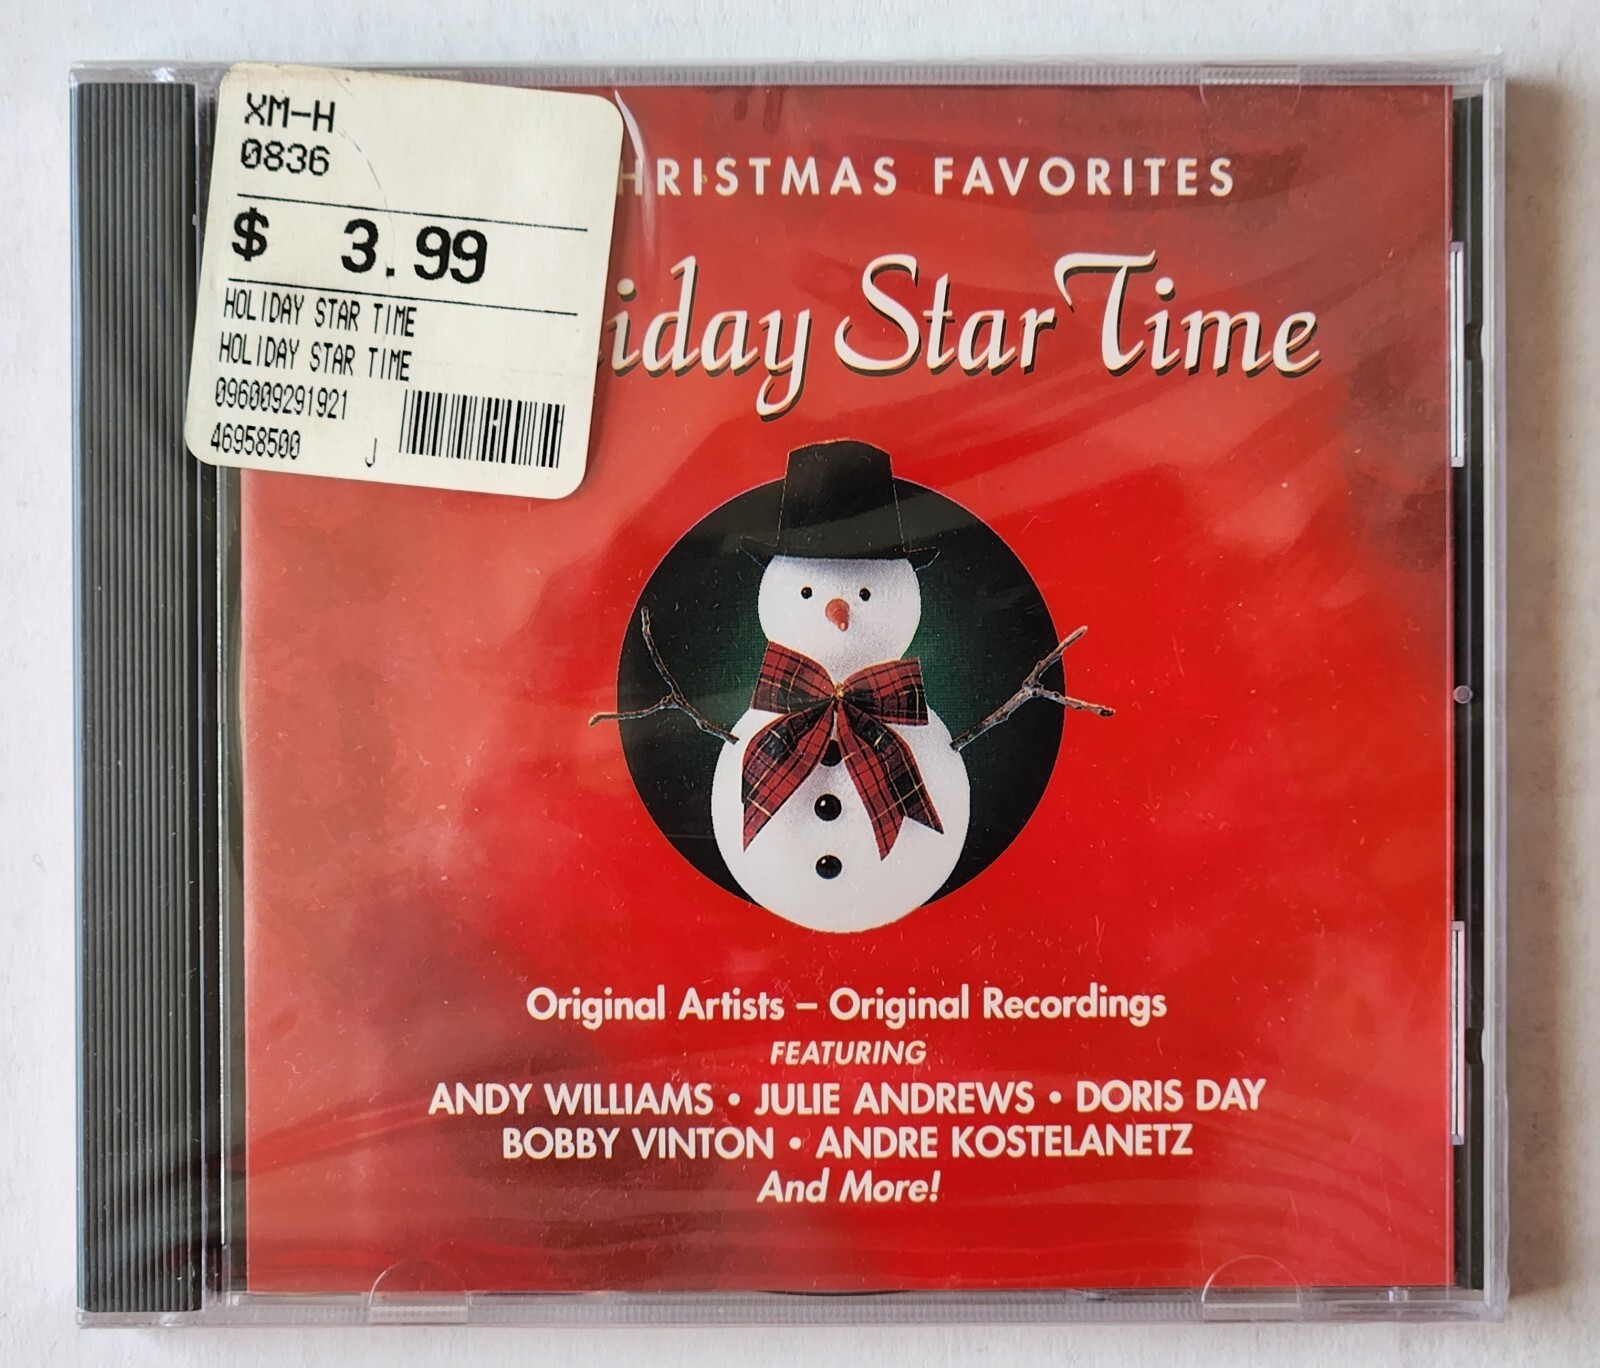 XM-H
0836
$ 3.99
HOLIDAY STAR TIME
HOLIDAY STAR TIME
096009291921
46958500 J
HRISTMAS FAVORITES
iday Star Time
Original Artists – Original Recordings
FEATURING
ANDY WILLIAMS • JULIE ANDREWS • DORIS DAY
BOBBY VINTON • ANDRE KOSTELANETZ
And More!